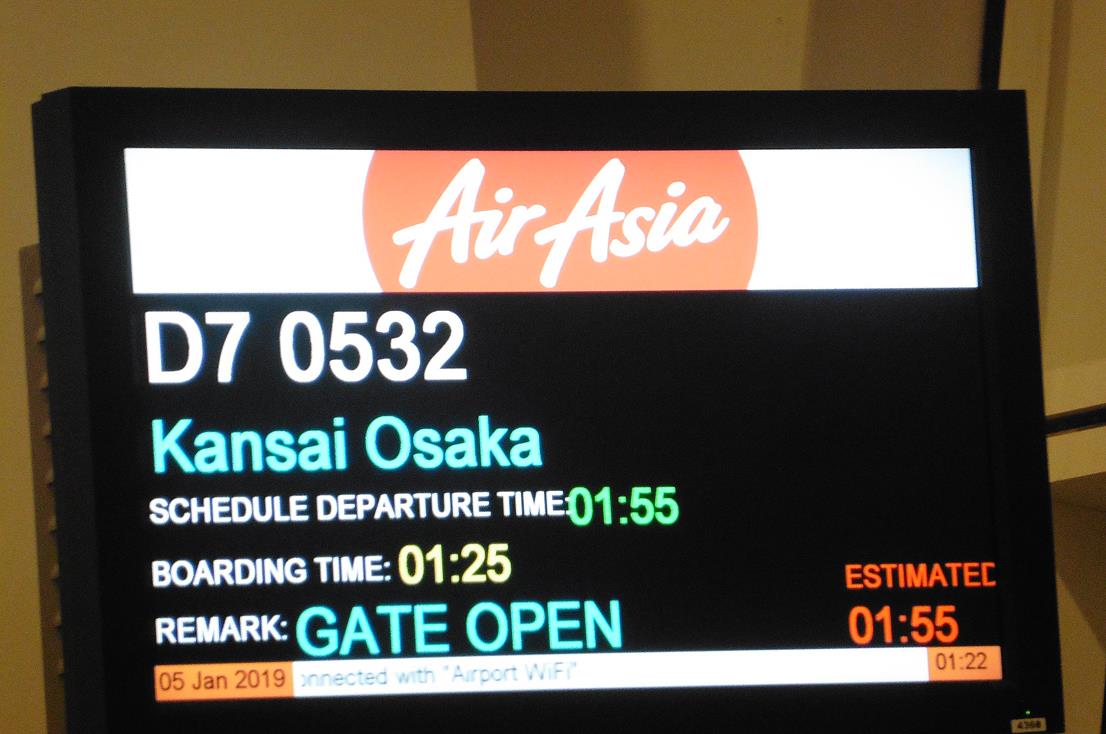 AirAsia
D7 0532
Kansai Osaka
SCHEDULE DEPARTURE TIME:01:55
BOARDING TIME: 01:25
ESTIMATED
REMARK: GATE OPEN 01:55
05 Jan 2019 onnected with "Airport WiFi" 01:22
4368